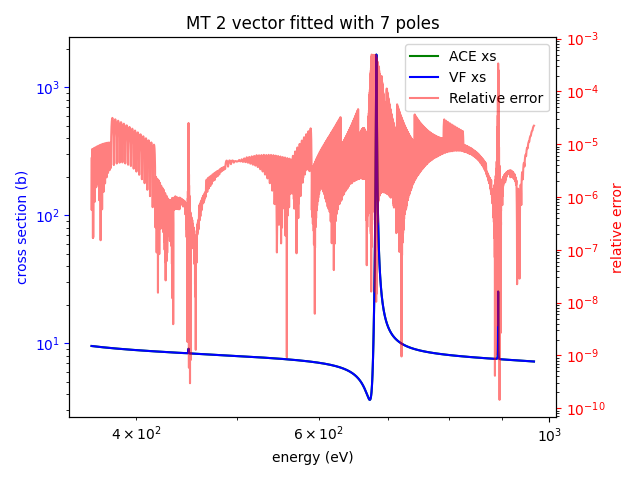 MT 2 vector fitted with 7 poles
ACE xs
VF xs
Relative error
10³
10²
10¹
cross section (b)
10⁻³
10⁻⁴
10⁻⁵
10⁻⁶
10⁻⁷
10⁻⁸
10⁻⁹
10⁻¹⁰
relative error
4 × 10² 6 × 10² 10³
energy (eV)